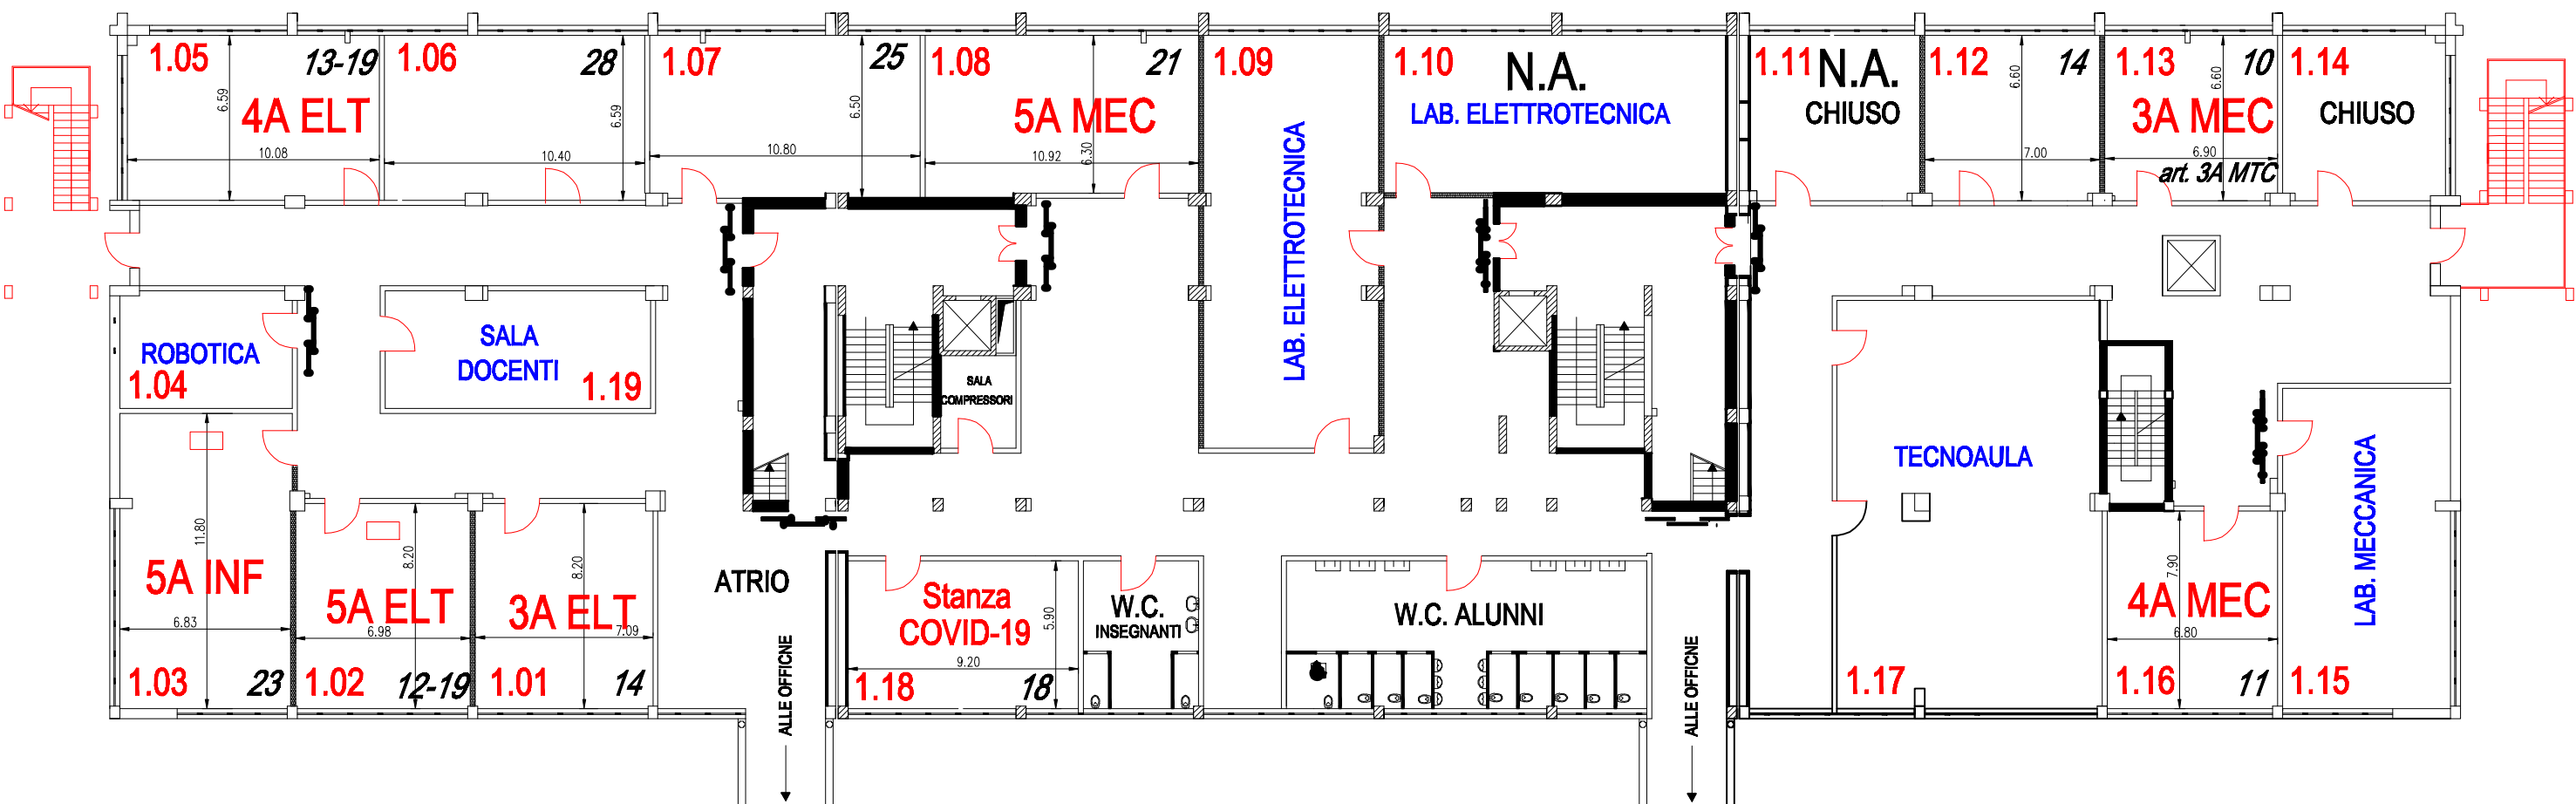 1.05
13-19
4A ELT
6.59
10.08
1.06
28
6.59
10.40
1.07
25
6.50
10.80
1.08
21
5A MEC
6.30
10.92
1.09
LAB. ELETTROTECNICA
1.10
N.A.
LAB. ELETTROTECNICA
1.11
N.A.
CHIUSO
1.12
14
6.60
7.00
1.13
10
6.60
3A MEC
6.90
art. 3A MTC
1.14
CHIUSO
ROBOTICA
1.04
SALA
DOCENTI
1.19
SALA
COMPRESSORI
TECNOAULA
1.17
LAB. MECCANICA
1.15
11.80
5A INF
6.83
1.03
23
8.20
5A ELT
6.98
1.02
12-19
8.20
3A ELT
7.09
1.01
14
ATRIO
ALLE OFFICNE
Stanza
COVID-19
5.90
9.20
1.18
18
W.C.
INSEGNANTI
W.C. ALUNNI
ALLE OFFICNE
7.90
4A MEC
6.80
1.16
11